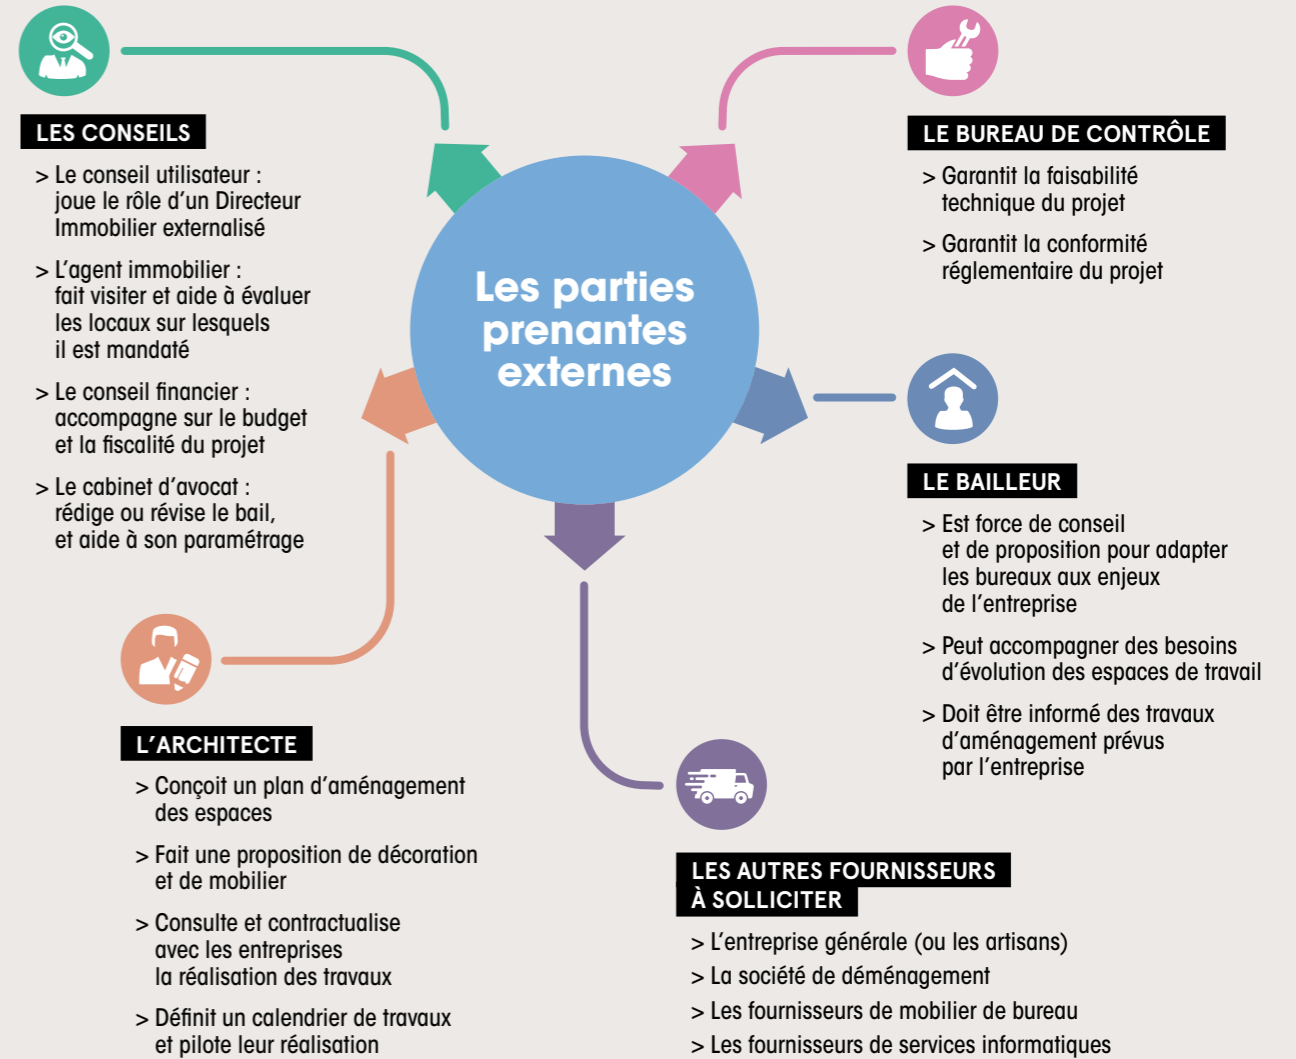 Les parties
prenantes
externes
LES CONSEILS
> Le conseil utilisateur :
joue le rôle d'un Directeur
Immobilier externalisé
> L'agent immobilier :
fait visiter et aide à évaluer
les locaux sur lesquels
il est mandaté
> Le conseil financier :
accompagne sur le budget
et la fiscalité du projet
> Le cabinet d'avocat :
rédige ou révise le bail,
et aide à son paramétrage
L'ARCHITECTE
> Conçoit un plan d'aménagement
des espaces
> Fait une proposition de décoration
et de mobilier
> Consulte et contractualise
avec les entreprises
la réalisation des travaux
> Définit un calendrier de travaux
et pilote leur réalisation
LE BUREAU DE CONTRÔLE
> Garantit la faisabilité
technique du projet
> Garantit la conformité
réglementaire du projet
LE BAILLEUR
> Est force de conseil
et de proposition pour adapter
les bureaux aux enjeux
de l'entreprise
> Peut accompagner des besoins
d'évolution des espaces de travail
> Doit être informé des travaux
d'aménagement prévus
par l'entreprise
LES AUTRES FOURNISSEURS
À SOLLICITER
> L'entreprise générale (ou les artisans)
> La société de déménagement
> Les fournisseurs de mobilier de bureau
> Les fournisseurs de services informatiques